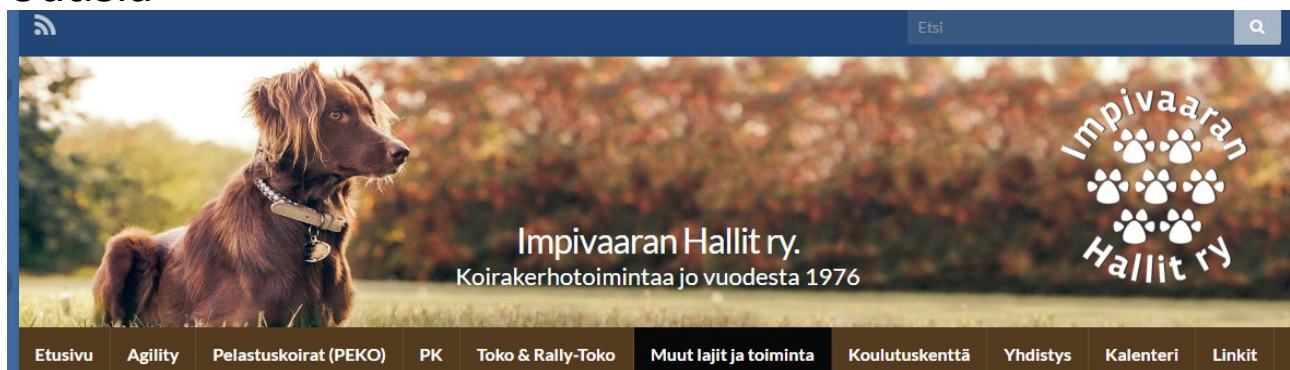 Etsi
Impivaaran
Hallit ry
Impivaaran Hallit ry.
Koirakerhotoimintaa jo vuodesta 1976
Etusivu Agility Pelastuskoirat (PEKO) PK Toko & Rally-Toko Muut lajit ja toiminta Koulutuskenttä Yhdistys Kalenteri Linkit